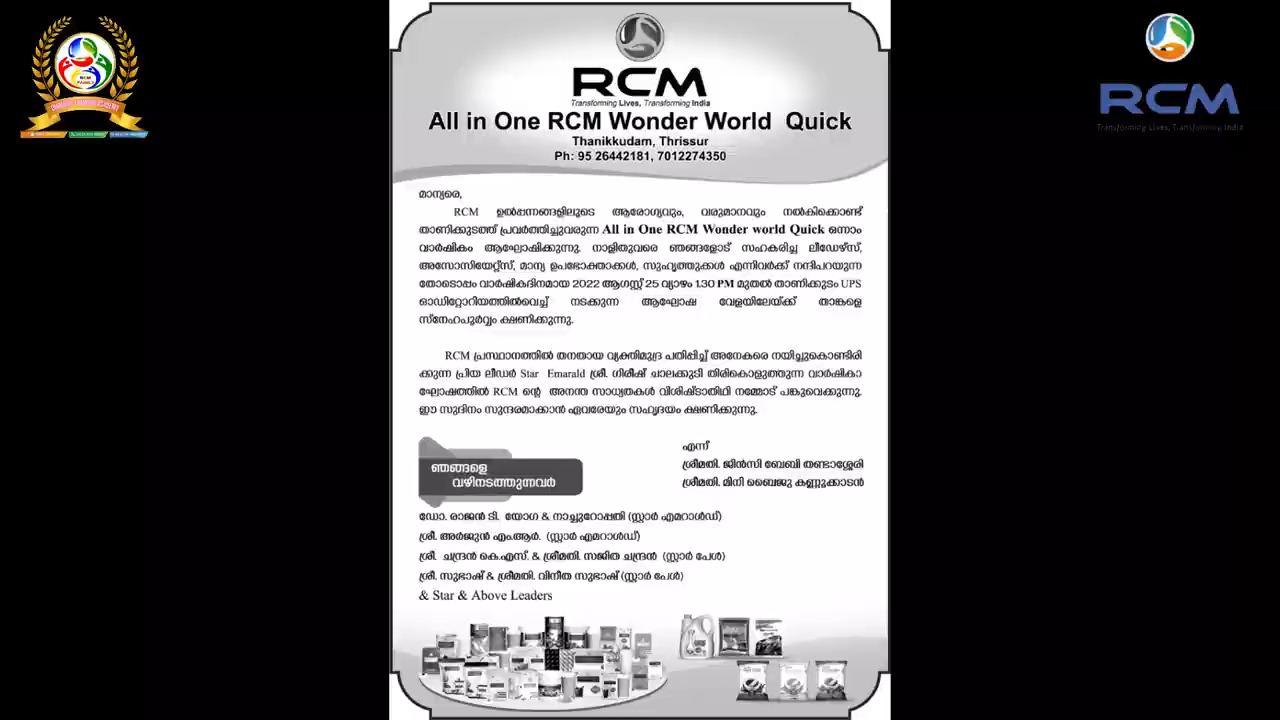 RCM
Transforming Lives, Transforming India
All in One RCM Wonder World Quick
Thanikkudam, Thrissur
Ph: 95 26442181, 7012274350
മാന്യരെ,
RCM ഉൽപ്പന്നങ്ങളിലൂടെ ആരോഗ്യവും, വരുമാനവും നൽകിക്കൊണ്ട്
താണിക്കുടത്ത് പ്രവർത്തിച്ചുവരുന്ന All in One RCM Wonder world Quick ഒന്നാം
വാർഷികം ആഘോഷിക്കുന്നു. നാളിതുവരെ ഞങ്ങളോട് സഹകരിച്ച ലീഡേഴ്സ്,
അസോസിയേറ്റ്സ്, മാന്യ ഉപഭോക്താക്കൾ, സുഹൃത്തുക്കൾ എന്നിവർക്ക് നന്ദിപറയുന്ന
തോടൊപ്പം വാർഷികദിനമായ 2022 ആഗസ്റ്റ് 25 വ്യാഴം 1.30 PM മുതൽ താണിക്കുടം UPS
ഓഡിറ്റോറിയത്തിൽവെച്ച് നടക്കുന്ന ആഘോഷ വേളയിലേയ്ക്ക് താങ്കളെ
സ്നേഹപൂർവ്വം ക്ഷണിക്കുന്നു.
RCM പ്രസ്ഥാനത്തിൽ തനതായ വ്യക്തിമുദ്ര പതിപ്പിച്ച് അനേകരെ നയിച്ചുകൊണ്ടിരി
ക്കുന്ന പ്രിയ ലീഡർ Star Emarald ശ്രീ. ഗിരീഷ് ചാലക്കുടി തിരികൊളുത്തുന്ന വാർഷികാ
ഘോഷത്തിൽ RCM ന്റെ അനന്ത സാധ്യതകൾ വിശിഷ്ടാതിഥി നമ്മോട് പങ്കുവെക്കുന്നു.
ഈ സുദിനം സുന്ദരമാക്കാൻ ഏവരേയും സഹൃദയം ക്ഷണിക്കുന്നു.
എന്ന്
ശ്രീമതി. ജിൻസി ബേബി തണ്ടാശ്ശേരി
ശ്രീമതി. മിനി ബൈജു കണ്ണൂക്കാടൻ
ഞങ്ങളെ
വഴിനടത്തുന്നവർ
ഡോ. രാജൻ ടി. യോഗ & നാച്ചുറോപ്പതി (സ്റ്റാർ എമറാൾഡ്)
ശ്രീ. അർജുൻ എം.ആർ. (സ്റ്റാർ എമറാൾഡ്)
ശ്രീ. ചന്ദ്രൻ കെ.എസ്. & ശ്രീമതി. സജിത ചന്ദ്രൻ (സ്റ്റാർ പേൾ)
ശ്രീ. സുഭാഷ് & ശ്രീമതി. വിനീത സുഭാഷ് (സ്റ്റാർ പേൾ)
& Star & Above Leaders
RCM
Transforming Lives, Transforming India
RCM
FAMILY